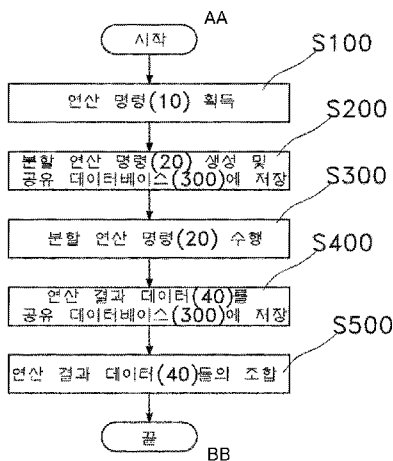 AA
시작
S100
연산 명령(10) 획득
S200
분할 연산 명령(20) 생성 및
공유 데이터베이스(300)에 저장
S300
분할 연산 명령(20) 수행
S400
연산 결과 데이터(40)를
공유 데이터베이스(300)에 저장
S500
연산 결과 데이터(40)들의 조합
끝
BB